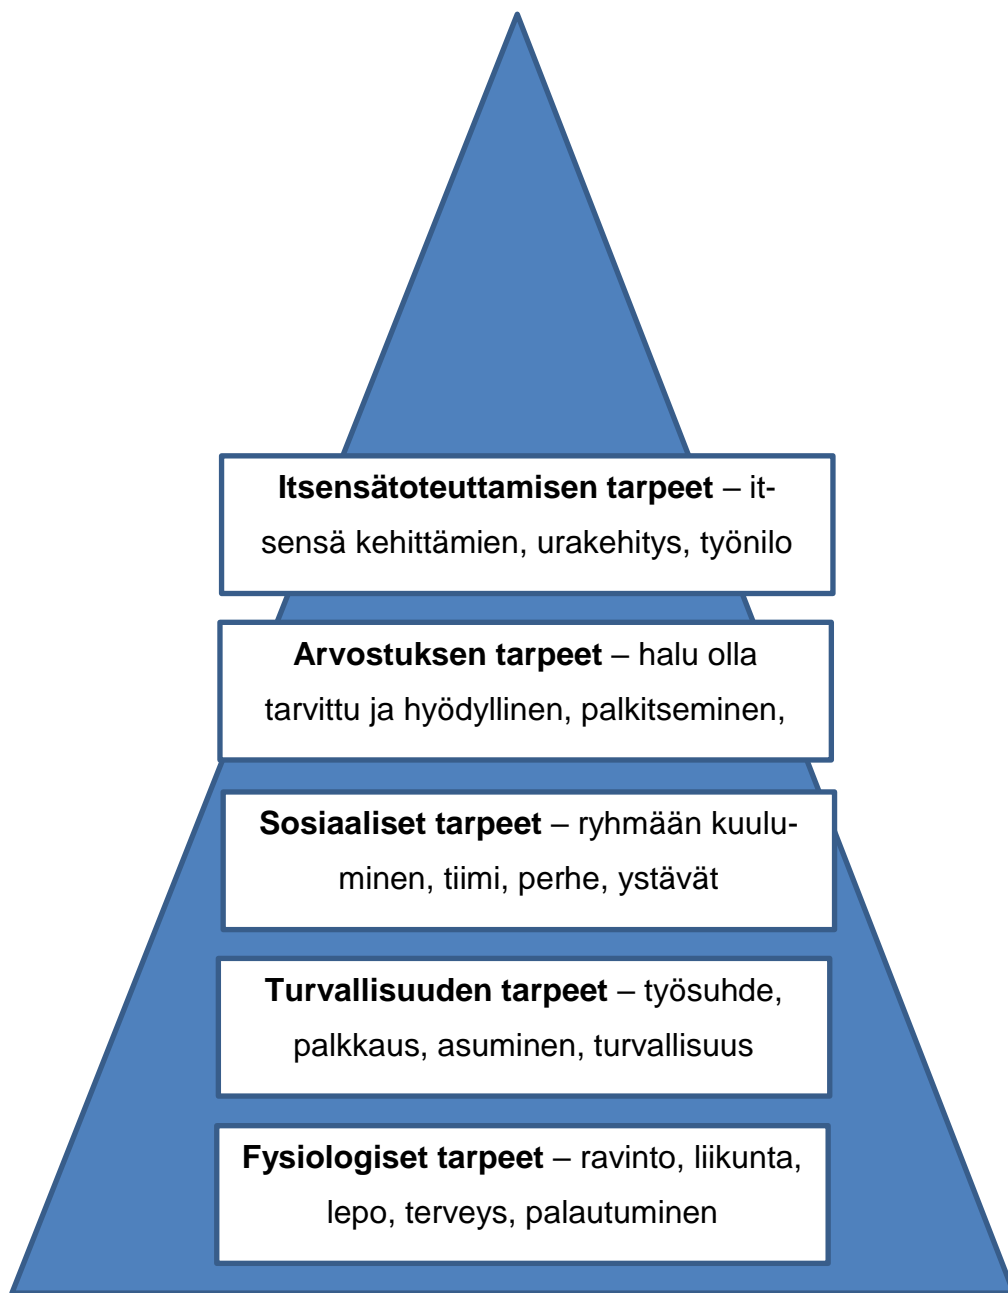 Itsensätoteuttamisen tarpeet – it-
sensä kehittämien, urakehitys, työnilo
Arvostuksen tarpeet – halu olla
tarvittu ja hyödyllinen, palkitseminen,
Sosiaaliset tarpeet – ryhmään kuulu-
minen, tiimi, perhe, ystävät
Turvallisuuden tarpeet – työsuhde,
palkkaus, asuminen, turvallisuus
Fysiologiset tarpeet – ravinto, liikunta,
lepo, terveys, palautuminen